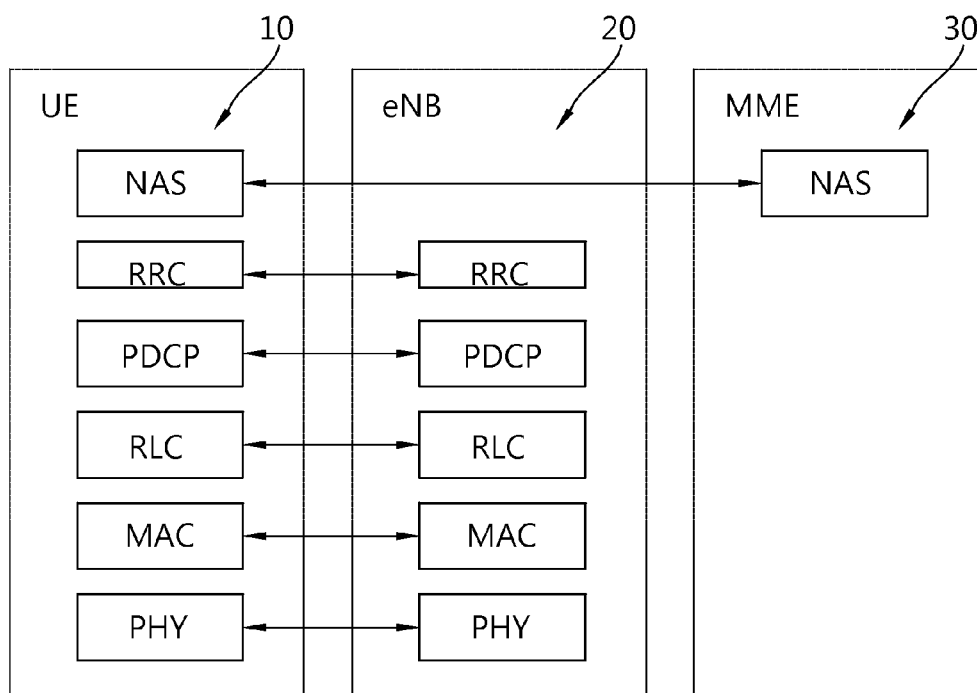 10 20 30
UE eNB MME
NAS NAS
RRC RRC
PDCP PDCP
RLC RLC
MAC MAC
PHY PHY